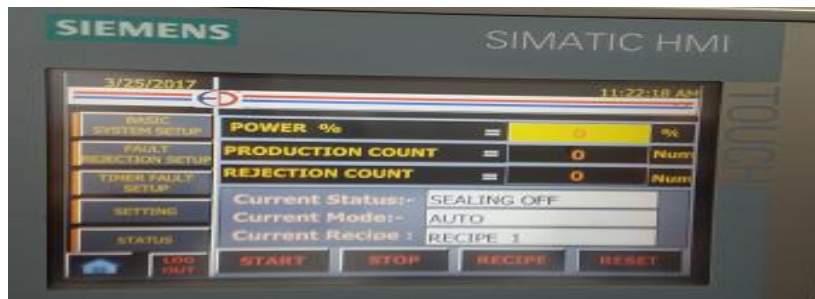 SIEMENS
SIMATIC HMI
TOUCH
3/25/2017
11:22:18 AM
BASIC
SYSTEM SETUP
FAULT
REJECTION SETUP
TIMER FAULT
SETUP
SETTING
STATUS
LOG
OUT
POWER % = 0 %
PRODUCTION COUNT = 0 Num
REJECTION COUNT = 0 Num
Current Status:- SEALING OFF
Current Mode:- AUTO
Current Recipe : RECIPE 1
START STOP RECIPE RESET